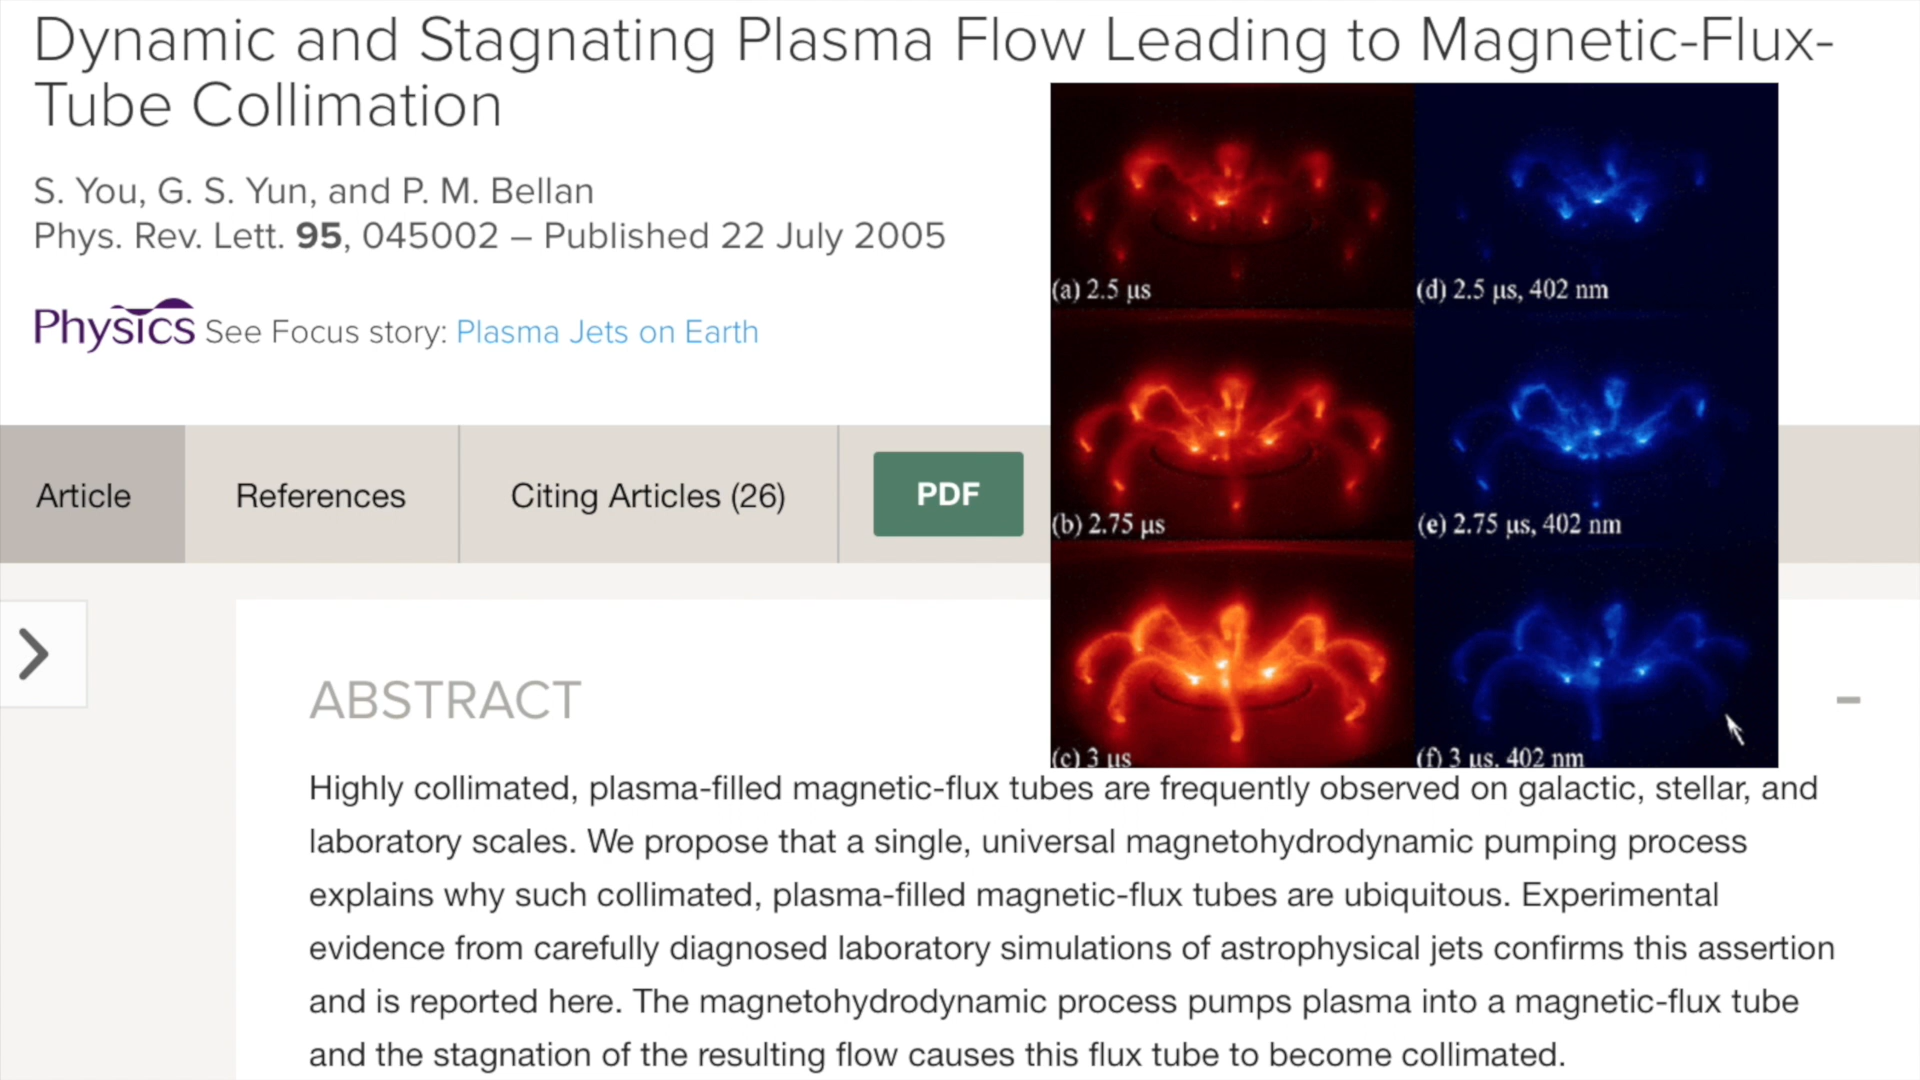 Dynamic and Stagnating Plasma Flow Leading to Magnetic-Flux-
Tube Collimation
S. You, G. S. Yun, and P. M. Bellan
Phys. Rev. Lett. 95, 045002 – Published 22 July 2005
Physics See Focus story: Plasma Jets on Earth
Article References Citing Articles (26) PDF
(a) 2.5 μs
(d) 2.5 μs, 402 nm
(b) 2.75 μs
(e) 2.75 μs, 402 nm
(c) 3 μs
(f) 3 μs, 402 nm
ABSTRACT
Highly collimated, plasma-filled magnetic-flux tubes are frequently observed on galactic, stellar, and
laboratory scales. We propose that a single, universal magnetohydrodynamic pumping process
explains why such collimated, plasma-filled magnetic-flux tubes are ubiquitous. Experimental
evidence from carefully diagnosed laboratory simulations of astrophysical jets confirms this assertion
and is reported here. The magnetohydrodynamic process pumps plasma into a magnetic-flux tube
and the stagnation of the resulting flow causes this flux tube to become collimated.